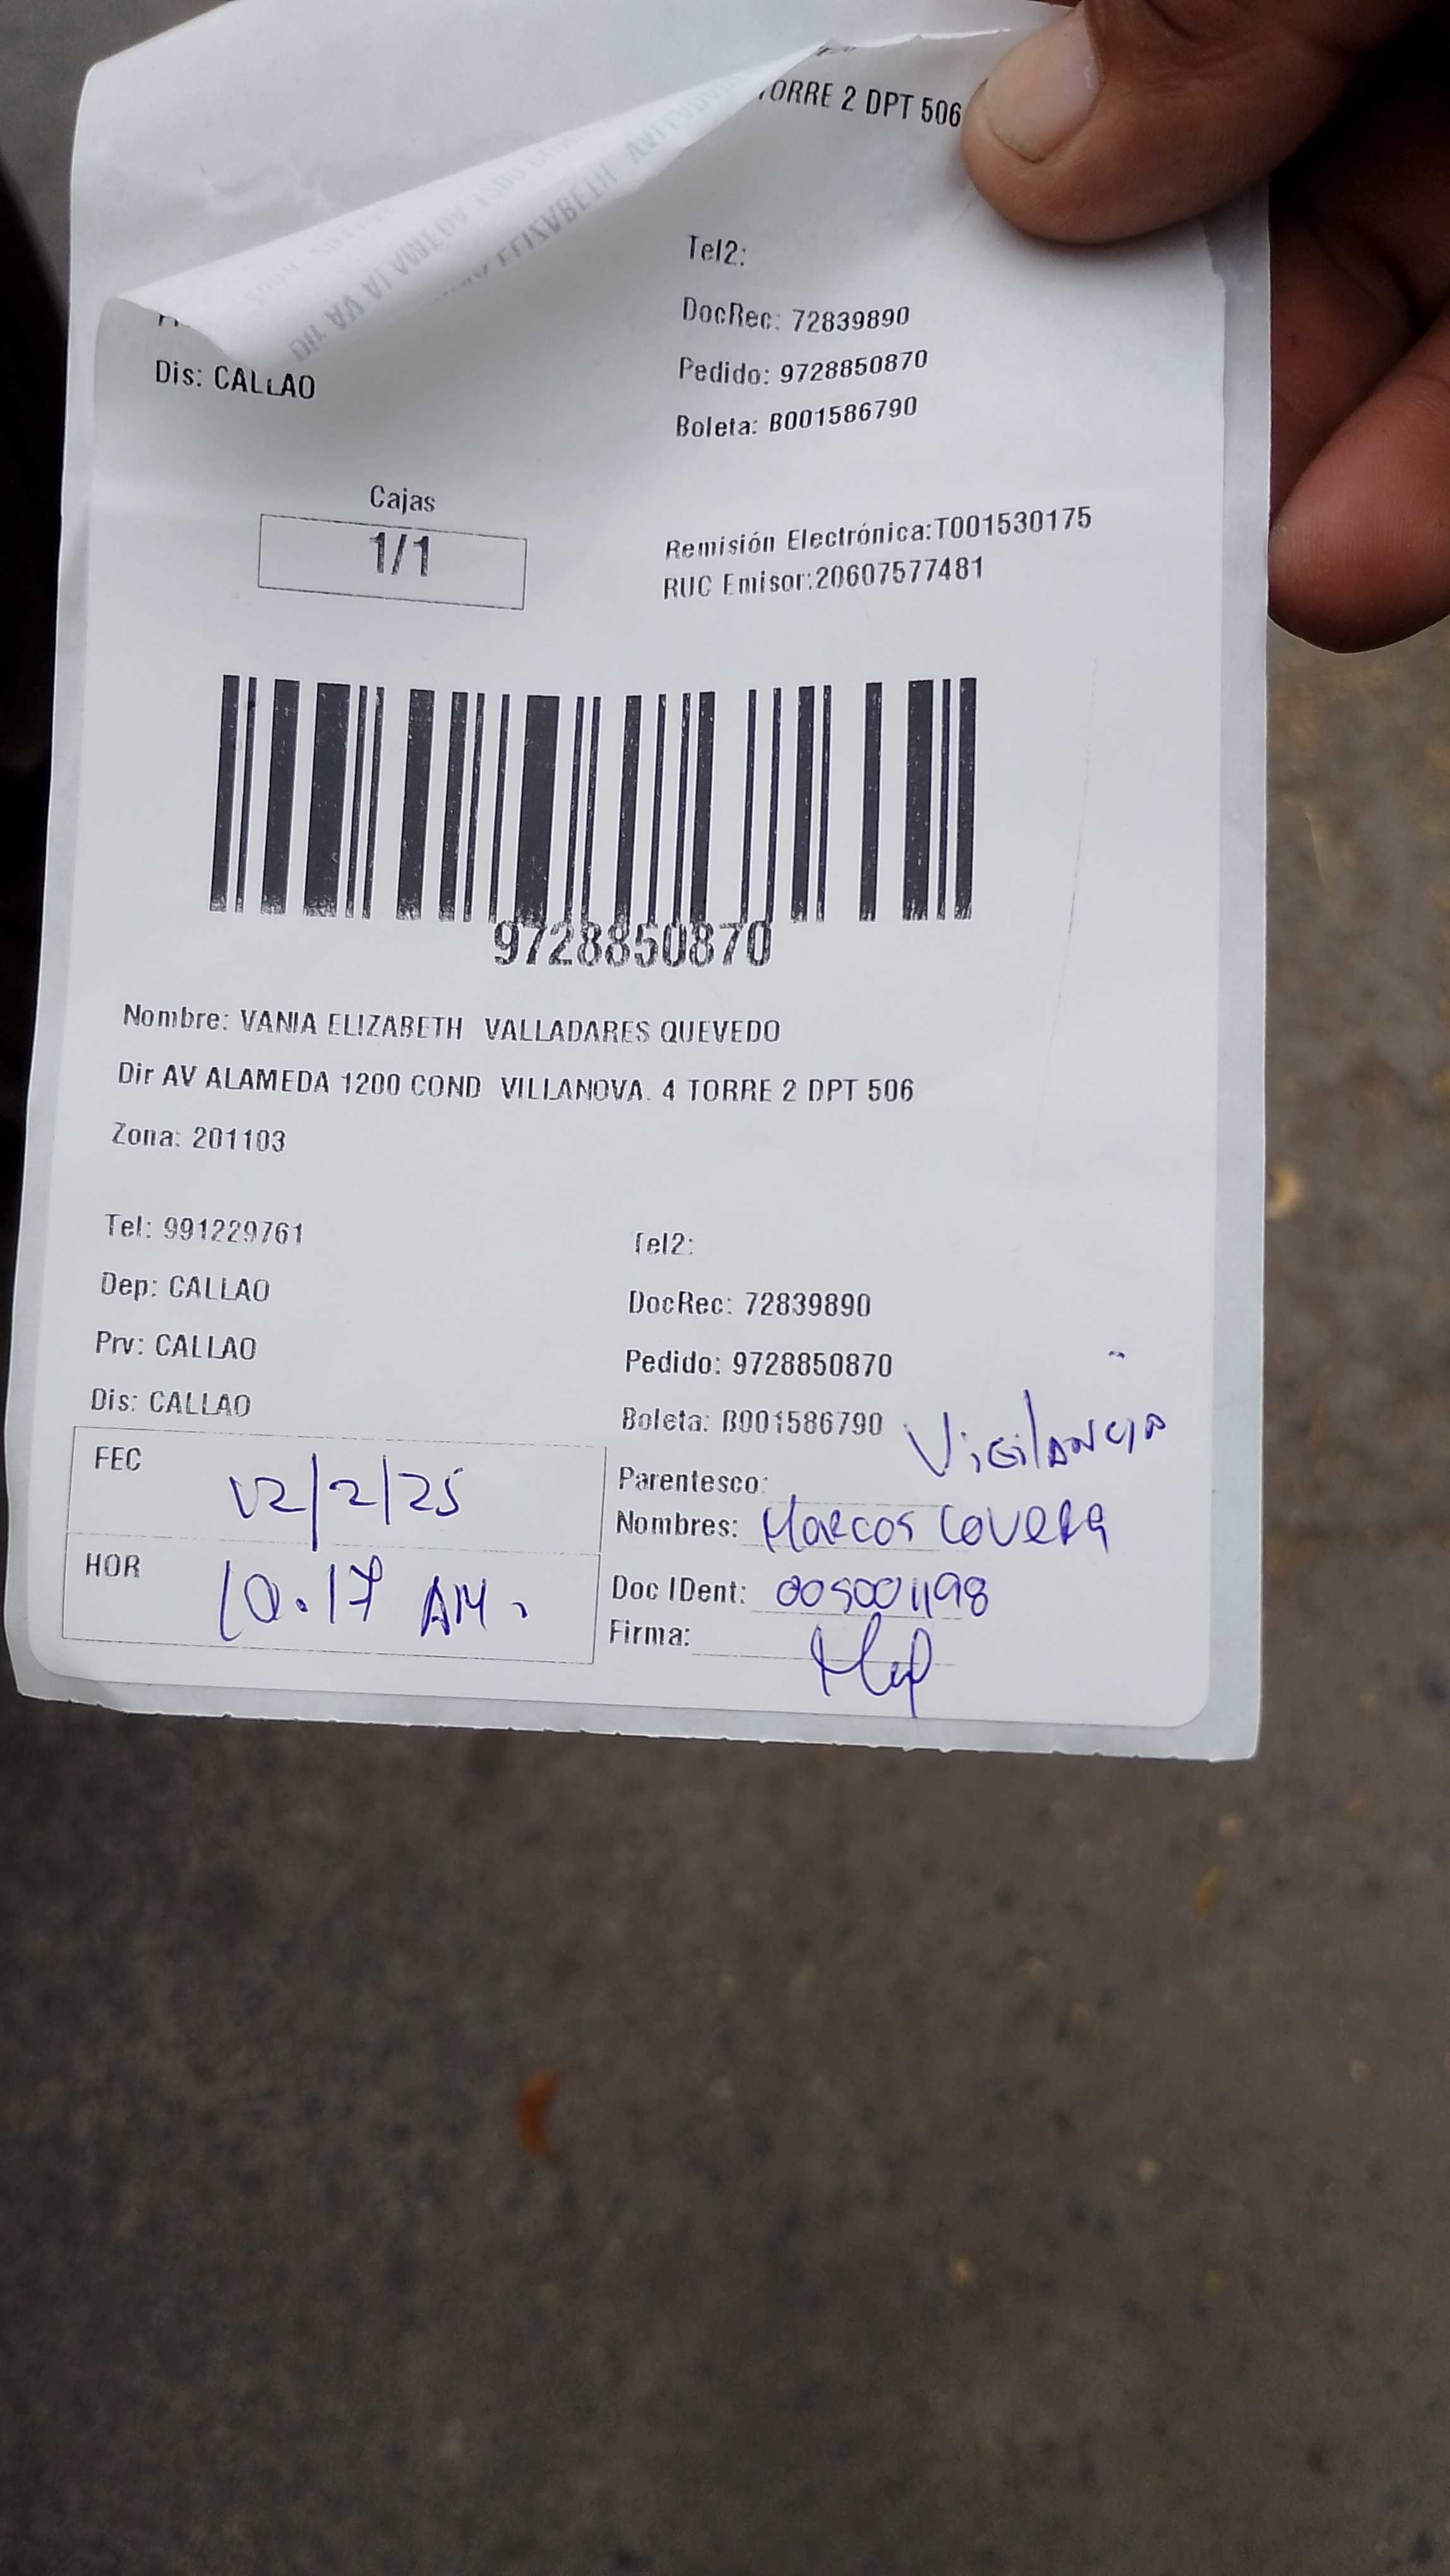 TORRE 2 DPT 506
Tel2:
DocRec: 72839890
Dis: CALLAO
Pedido: 9728850870
Boleta: B001586790
Cajas
1/1
Remisión Electrónica:T001530175
RUC Emisor:20607577481
9728850870
Nombre: VANIA ELIZABETH VALLADARES QUEVEDO
Dir AV ALAMEDA 1200 COND VILLANOVA. 4 TORRE 2 DPT 506
Zona: 201103
Tel: 991229761
Tel2:
Dep: CALLAO
DocRec: 72839890
Prv: CALLAO
Pedido: 9728850870
Dis: CALLAO
Boleta: B001586790
FEC 12/2/25
Parentesco: Vigilancia
Nombres: Marcos
HOR 10.17 AM.
Doc IDent: 005001198
Firma: